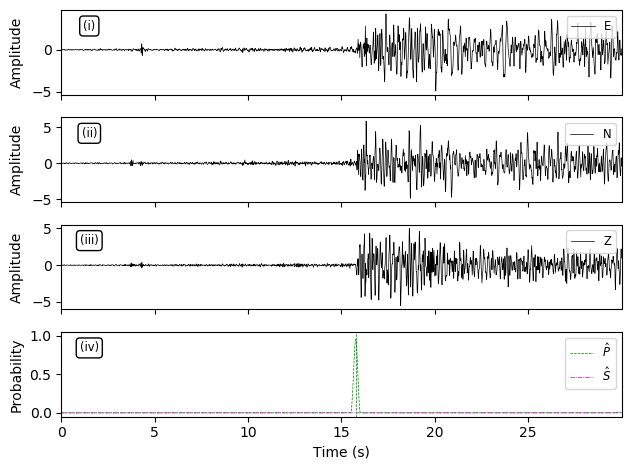 (i)
E
Amplitude
0
−5
(ii)
N
Amplitude
5
0
−5
(iii)
Z
Amplitude
5
0
−5
(iv)
P̂
Ŝ
Probability
1.0
0.5
0.0
0 5 10 15 20 25
Time (s)